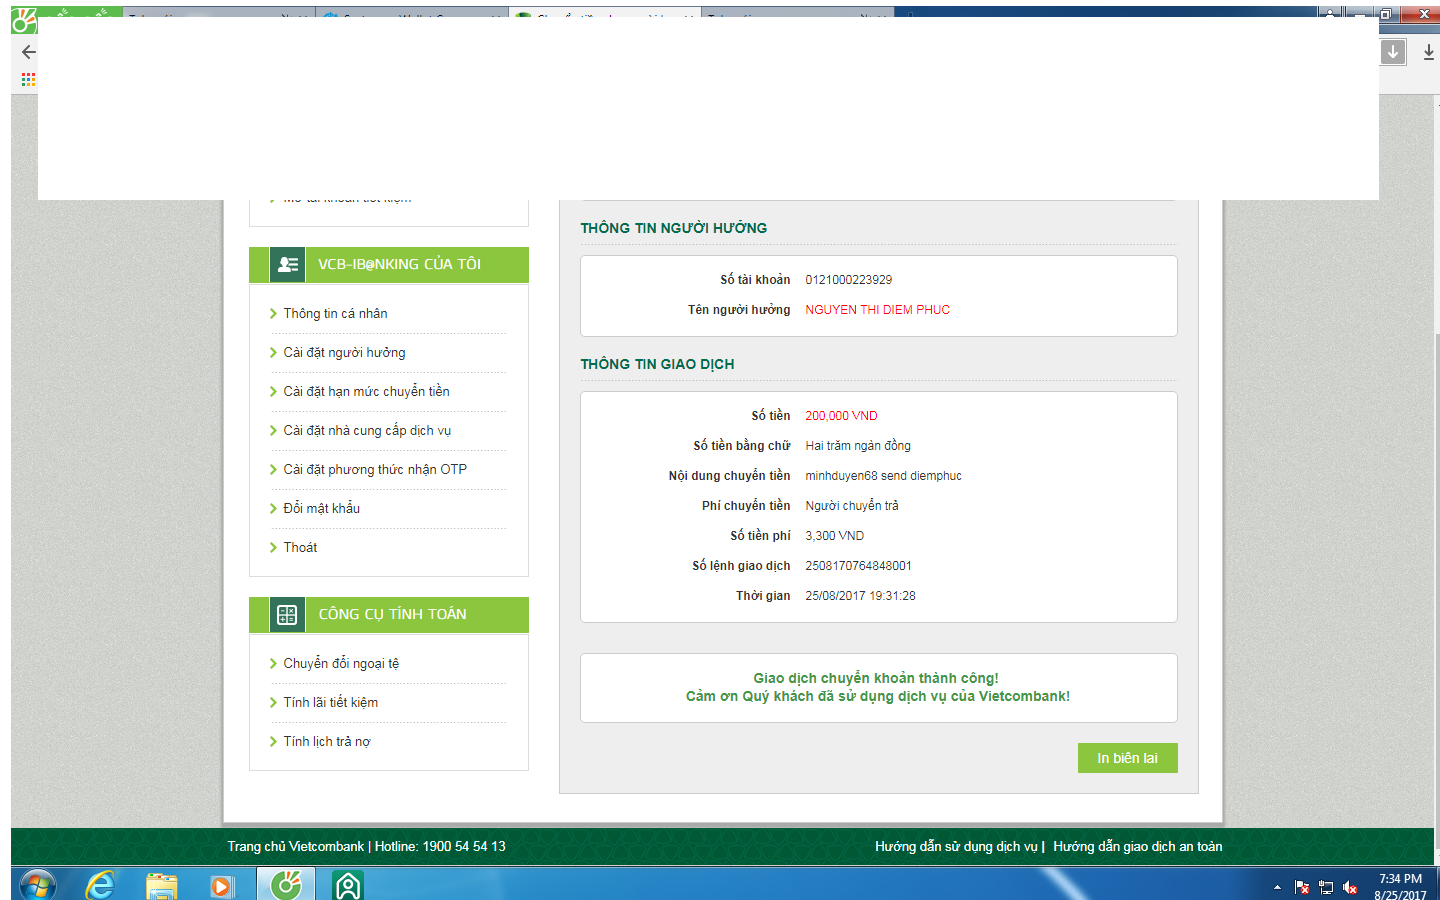 THÔNG TIN NGƯỜI HƯỞNG
Số tài khoản 0121000223929
Tên người hưởng NGUYEN THI DIEM PHUC
THÔNG TIN GIAO DỊCH
Số tiền 200,000 VND
Số tiền bằng chữ Hai trăm ngàn đồng
Nội dung chuyển tiền minhduyen68 send diemphuc
Phí chuyển tiền Người chuyển trả
Số tiền phí 3,300 VND
Số lệnh giao dịch 2508170764848001
Thời gian 25/08/2017 19:31:28
Giao dịch chuyển khoản thành công!
Cảm ơn Quý khách đã sử dụng dịch vụ của Vietcombank!
In biên lai
VCB-IB@NKING CỦA TÔI
Thông tin cá nhân
Cài đặt người hưởng
Cài đặt hạn mức chuyển tiền
Cài đặt nhà cung cấp dịch vụ
Cài đặt phương thức nhận OTP
Đổi mật khẩu
Thoát
CÔNG CỤ TÍNH TOÁN
Chuyển đổi ngoại tệ
Tính lãi tiết kiệm
Tính lịch trả nợ
Trang chủ Vietcombank | Hotline: 1900 54 54 13
Hướng dẫn sử dụng dịch vụ | Hướng dẫn giao dịch an toàn
7:34 PM
8/25/2017